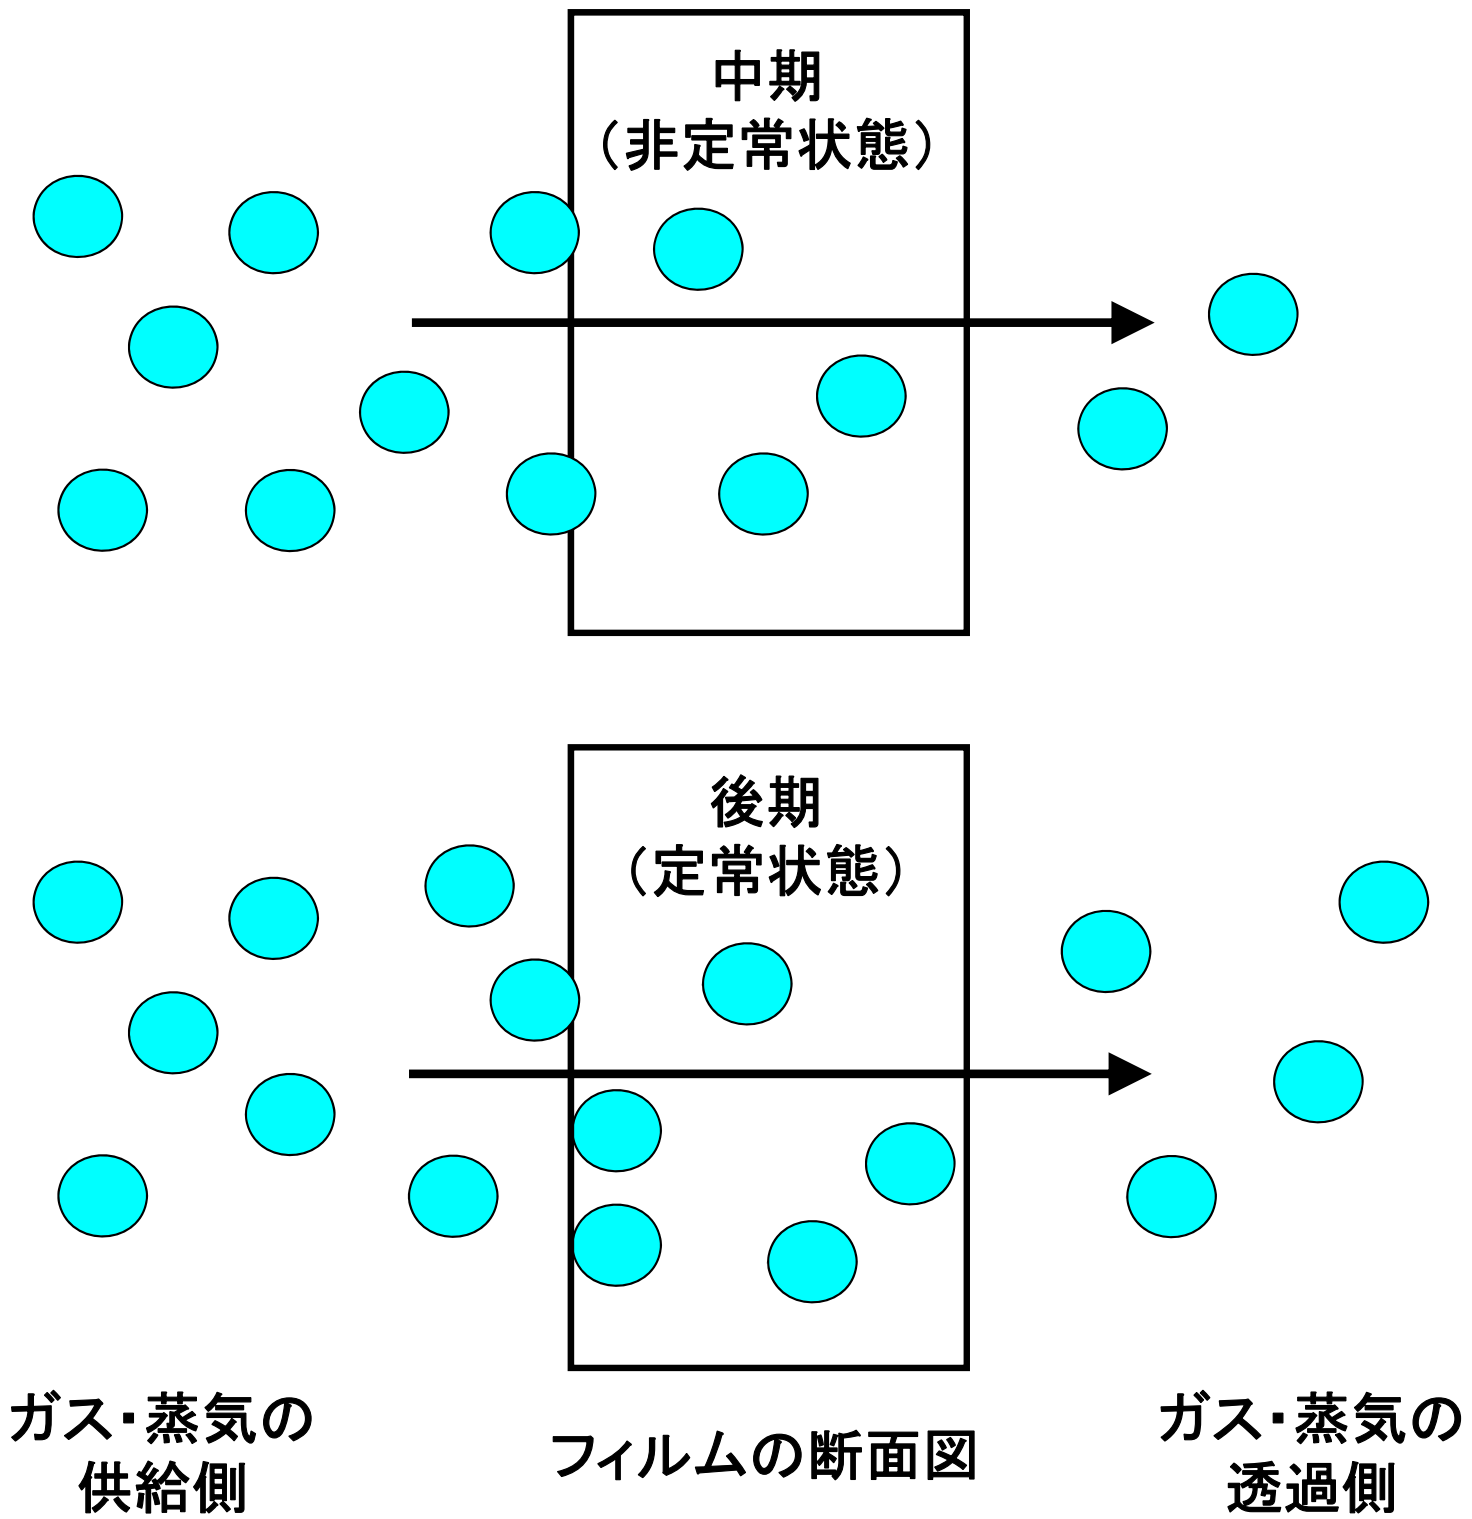 中期
（非定常状態）
後期
（定常状態）
ガス・蒸気の
供給側
フィルムの断面図
ガス・蒸気の
透過側